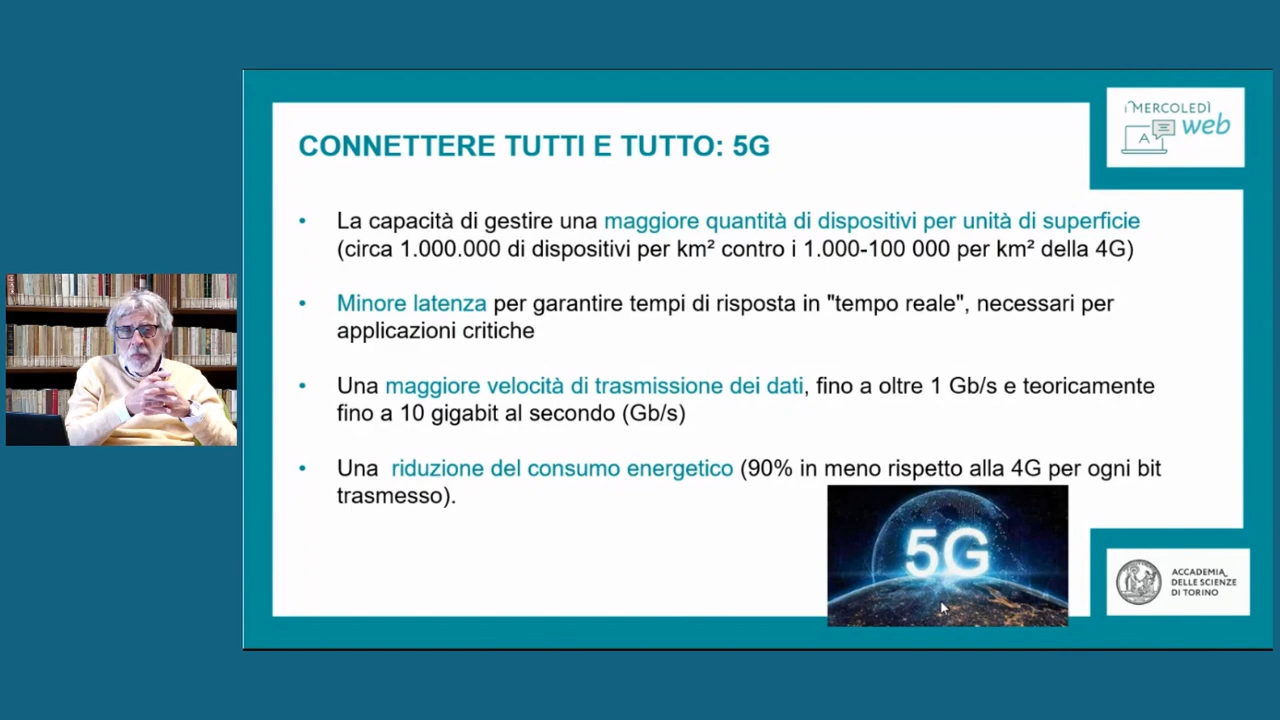 iMERCOLEDÌ
web
A
CONNETTERE TUTTI E TUTTO: 5G
• La capacità di gestire una maggiore quantità di dispositivi per unità di superficie
(circa 1.000.000 di dispositivi per km² contro i 1.000-100 000 per km² della 4G)
• Minore latenza per garantire tempi di risposta in "tempo reale", necessari per
applicazioni critiche
• Una maggiore velocità di trasmissione dei dati, fino a oltre 1 Gb/s e teoricamente
fino a 10 gigabit al secondo (Gb/s)
• Una  riduzione del consumo energetico (90% in meno rispetto alla 4G per ogni bit
trasmesso).
5G
ACCADEMIA
DELLE SCIENZE
DI TORINO